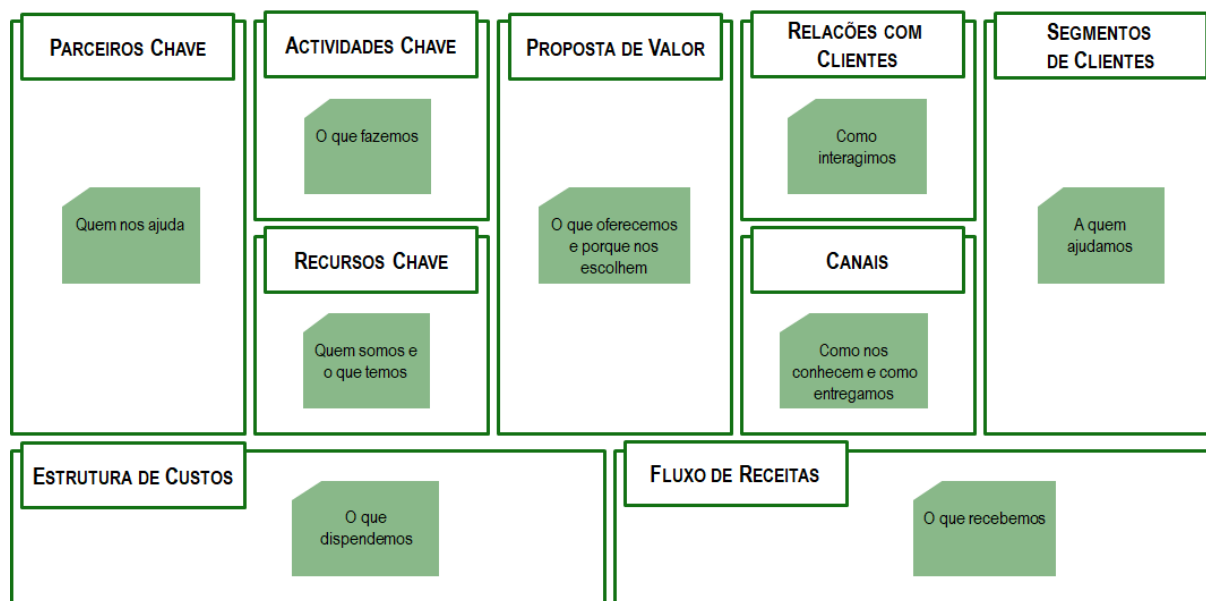 PARCEIROS CHAVE
Quem nos ajuda
ACTIVIDADES CHAVE
O que fazemos
RECURSOS CHAVE
Quem somos e
o que temos
PROPOSTA DE VALOR
O que oferecemos
e porque nos
escolhem
RELACÕES COM
CLIENTES
Como
interagimos
CANAIS
Como nos
conhecem e como
entregamos
SEGMENTOS
DE CLIENTES
A quem
ajudamos
ESTRUTURA DE CUSTOS
O que
dispendemos
FLUXO DE RECEITAS
O que recebemos